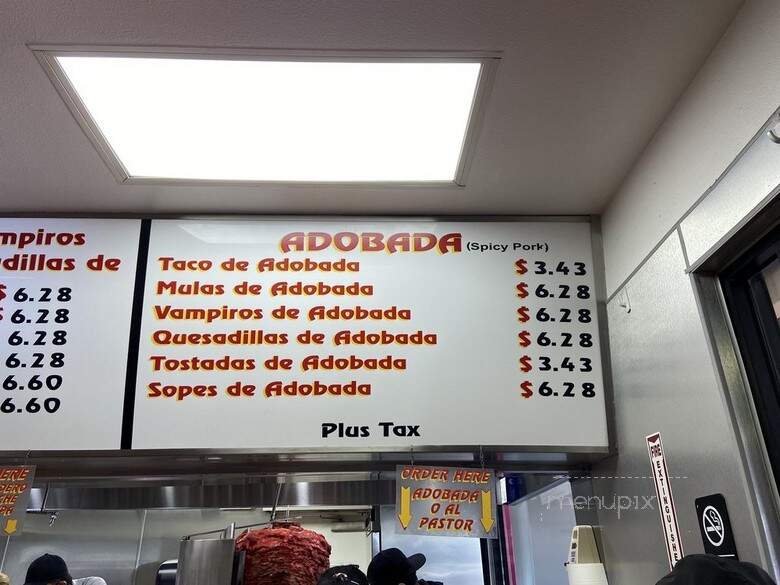 mpiros
dillas de
$ 6.28
$ 6.28
6.28
6.28
6.60
6.60
ADOBADA (Spicy Pork)
Taco de Adobada $ 3.43
Mulas de Adobada $ 6.28
Vampiros de Adobada $ 6.28
Quesadillas de Adobada $ 6.28
Tostadas de Adobada $ 3.43
Sopes de Adobada $ 6.28
Plus Tax
ORDER HERE
ADOBADA
O AL
PASTOR
FIRE EXTINGUISHE
menupix